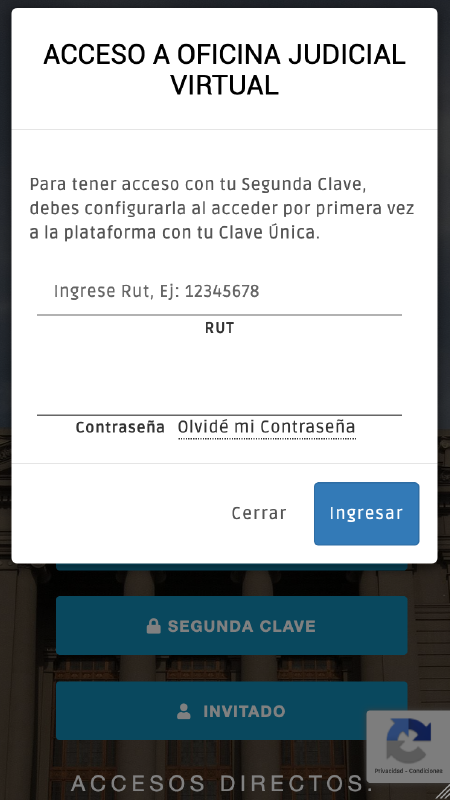 ACCESO A OFICINA JUDICIAL
VIRTUAL
Para tener acceso con tu Segunda Clave,
debes configurarla al acceder por primera vez
a la plataforma con tu Clave Única.
Ingrese Rut, Ej: 12345678
RUT
Contraseña Olvidé mi Contraseña
Cerrar Ingresar
SEGUNDA CLAVE
INVITADO
Privacidad - Condiciones
ACCESOS DIRECTOS.